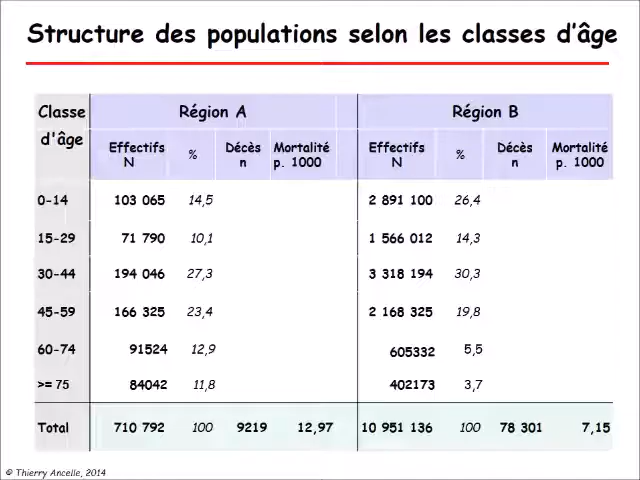 Structure des populations selon les classes d'âge
Classe d'âge Région A Région B
Effectifs N % Décès n Mortalité p. 1000 Effectifs N % Décès n Mortalité p. 1000
0-14 103 065 14,5 2 891 100 26,4
15-29 71 790 10,1 1 566 012 14,3
30-44 194 046 27,3 3 318 194 30,3
45-59 166 325 23,4 2 168 325 19,8
60-74 91524 12,9 605332 5,5
>= 75 84042 11,8 402173 3,7
Total 710 792 100 9219 12,97 10 951 136 100 78 301 7,15
© Thierry Ancelle, 2014